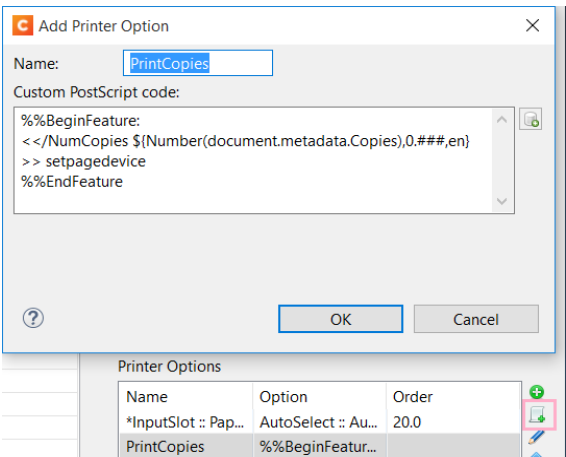 Add Printer Option
Name: PrintCopies
Custom PostScript code:
%%BeginFeature:
<</NumCopies ${Number(document.metadata.Copies),0.###,en}
>> setpagedevice
%%EndFeature
OK Cancel
Printer Options
Name Option Order
*InputSlot :: Pap... AutoSelect :: Au... 20.0
PrintCopies %%BeginFeatur...